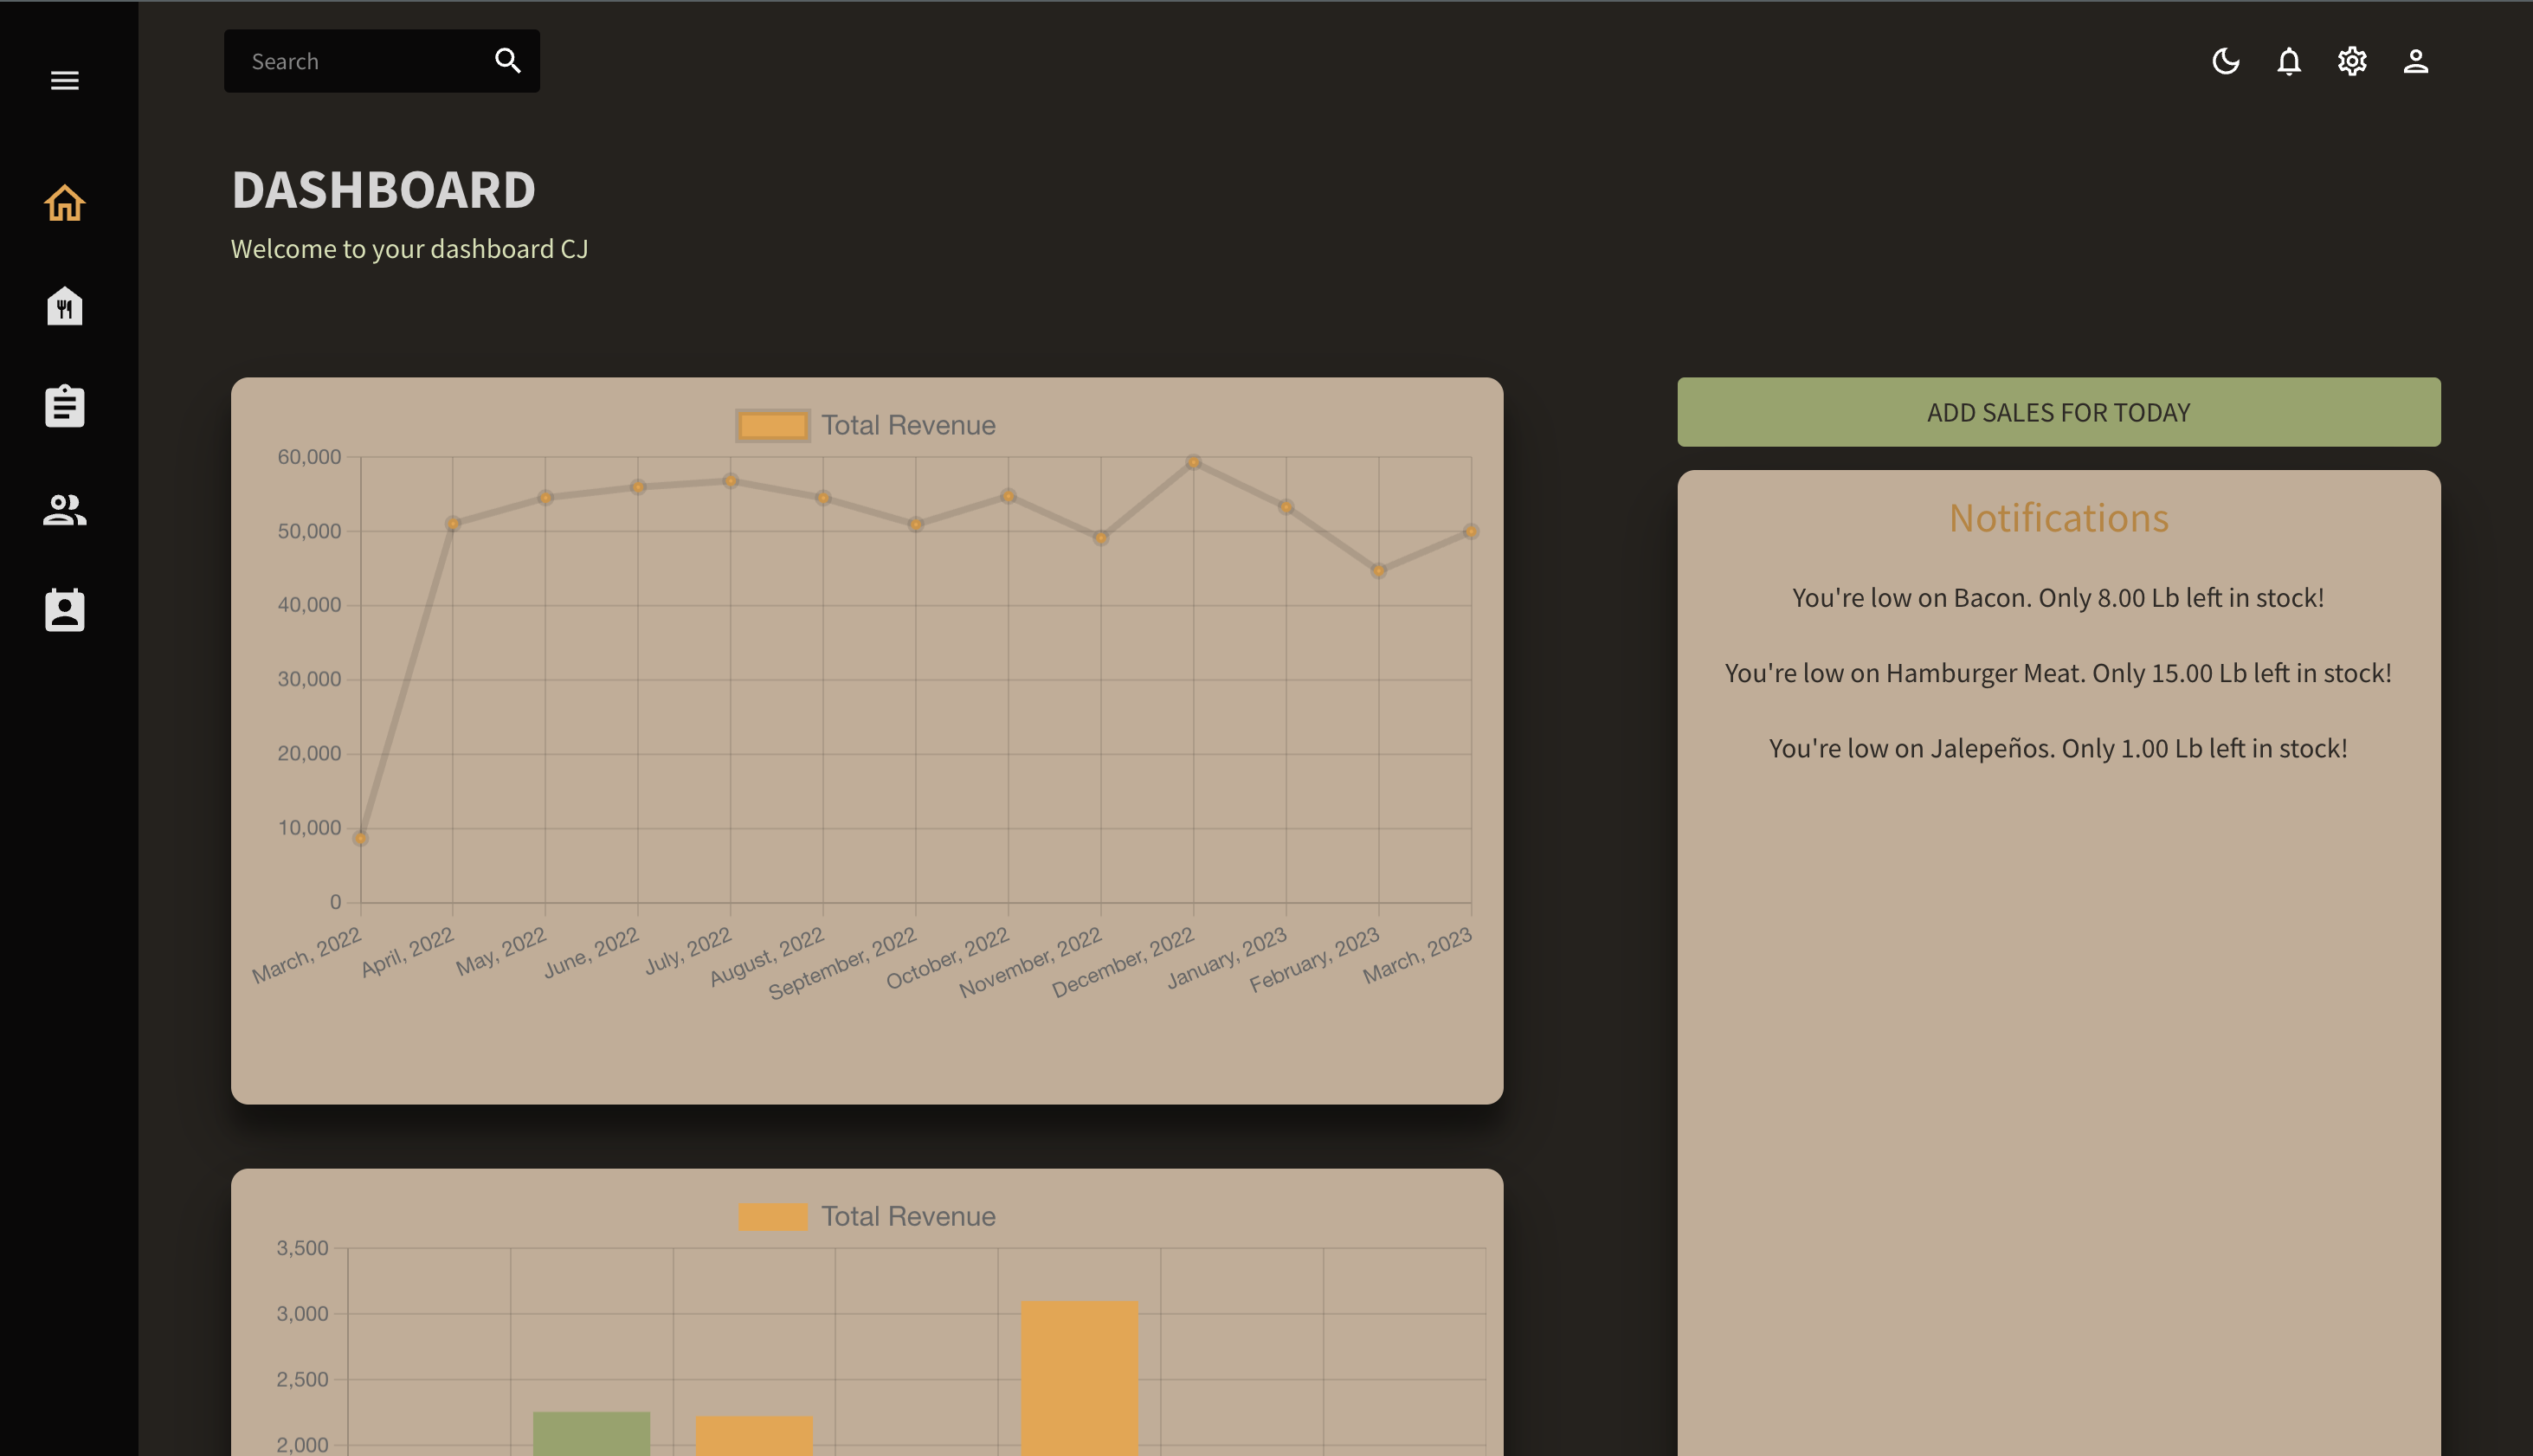 Search
DASHBOARD
Welcome to your dashboard CJ
Total Revenue
60,000
50,000
40,000
30,000
20,000
10,000
0
March, 2022
April, 2022
May, 2022
June, 2022
July, 2022
August, 2022
September, 2022
October, 2022
November, 2022
December, 2022
January, 2023
February, 2023
March, 2023
ADD SALES FOR TODAY
Notifications
You're low on Bacon. Only 8.00 Lb left in stock!
You're low on Hamburger Meat. Only 15.00 Lb left in stock!
You're low on Jalepeños. Only 1.00 Lb left in stock!
Total Revenue
3,500
3,000
2,500
2,000